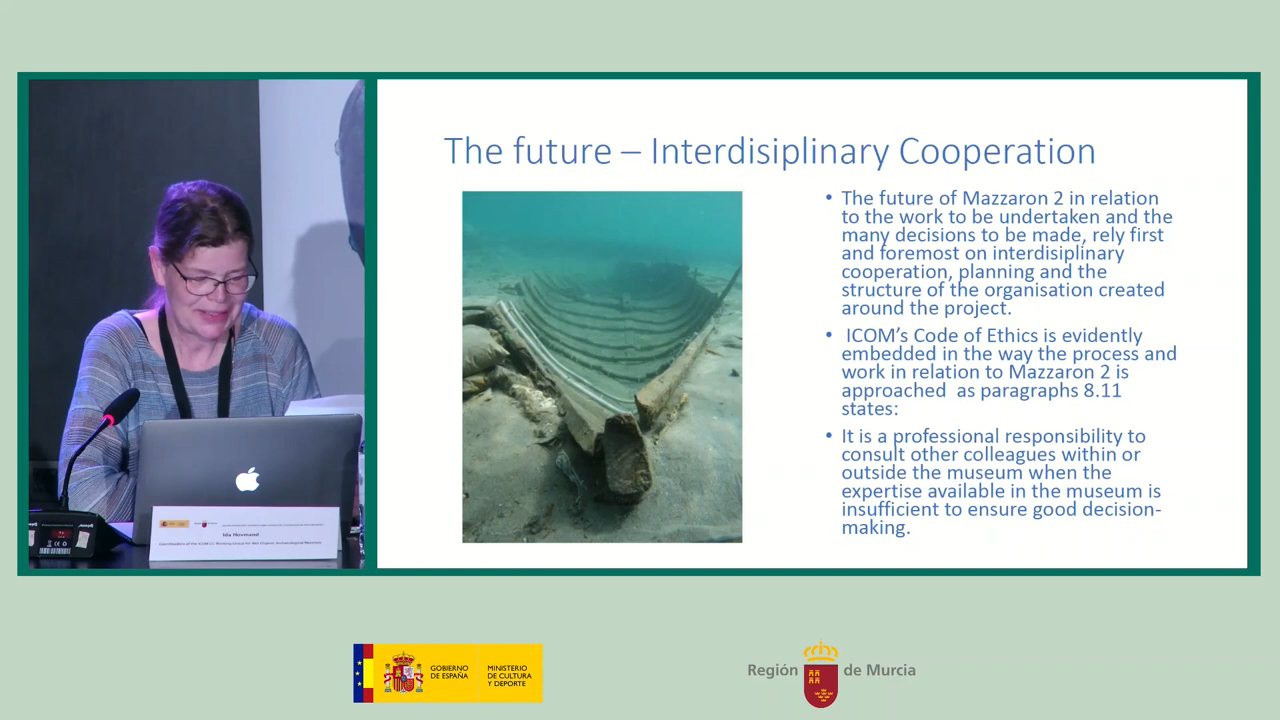 The future – Interdisiplinary Cooperation
• The future of Mazzaron 2 in relation
to the work to be undertaken and the
many decisions to be made, rely first
and foremost on interdisiplinary
cooperation, planning and the
structure of the organisation created
around the project.
• ICOM’s Code of Ethics is evidently
embedded in the way the process and
work in relation to Mazzaron 2 is
approached as paragraphs 8.11
states:
• It is a professional responsibility to
consult other colleagues within or
outside the museum when the
expertise available in the museum is
insufficient to ensure good decision-
making.
Ida Hovmand
GOBIERNO
DE ESPAÑA
MINISTERIO
DE CULTURA
Y DEPORTE
Región de Murcia